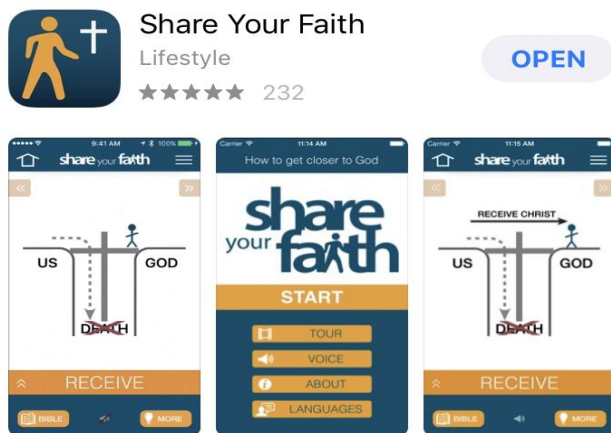 Share Your Faith
Lifestyle
OPEN
232
9:41 AM
100%
share your faith
US
GOD
DEATH
RECEIVE
BIBLE
MORE
Carrier
11:14 AM
How to get closer to God
share
your
faith
START
TOUR
VOICE
ABOUT
LANGUAGES
Carrier
11:15 AM
share your faith
RECEIVE CHRIST
US
GOD
DEATH
RECEIVE
BIBLE
MORE